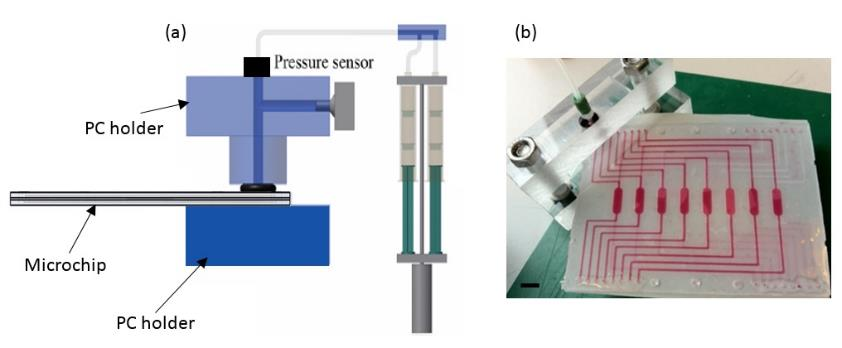 (a)
(b)
Pressure sensor
PC holder
Microchip
PC holder